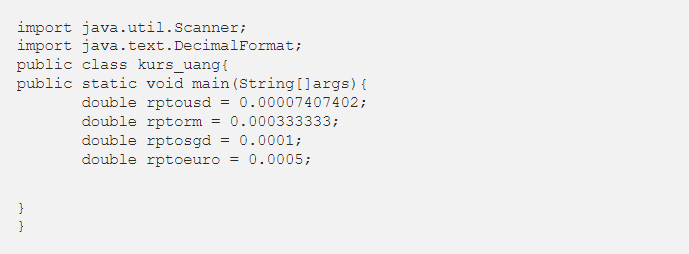 import java.util.Scanner;
import java.text.DecimalFormat;
public class kurs_uang{
public static void main(String[]args){
       double rptousd = 0.00007407402;
       double rptorm = 0.000333333;
       double rptosgd = 0.0001;
       double rptoeuro = 0.0005;
}
}